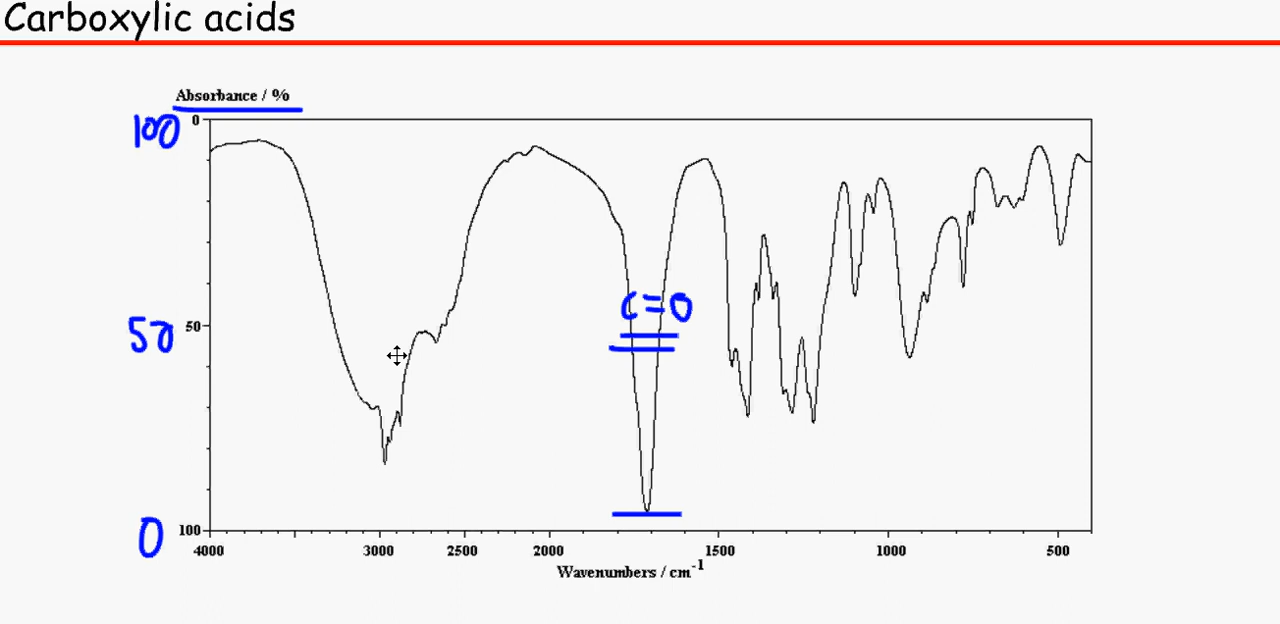 Carboxylic acids
Absorbance / %
100
0
C=O
50
50
0
100
4000 3000 2500 2000 1500 1000 500
Wavenumbers / cm-1